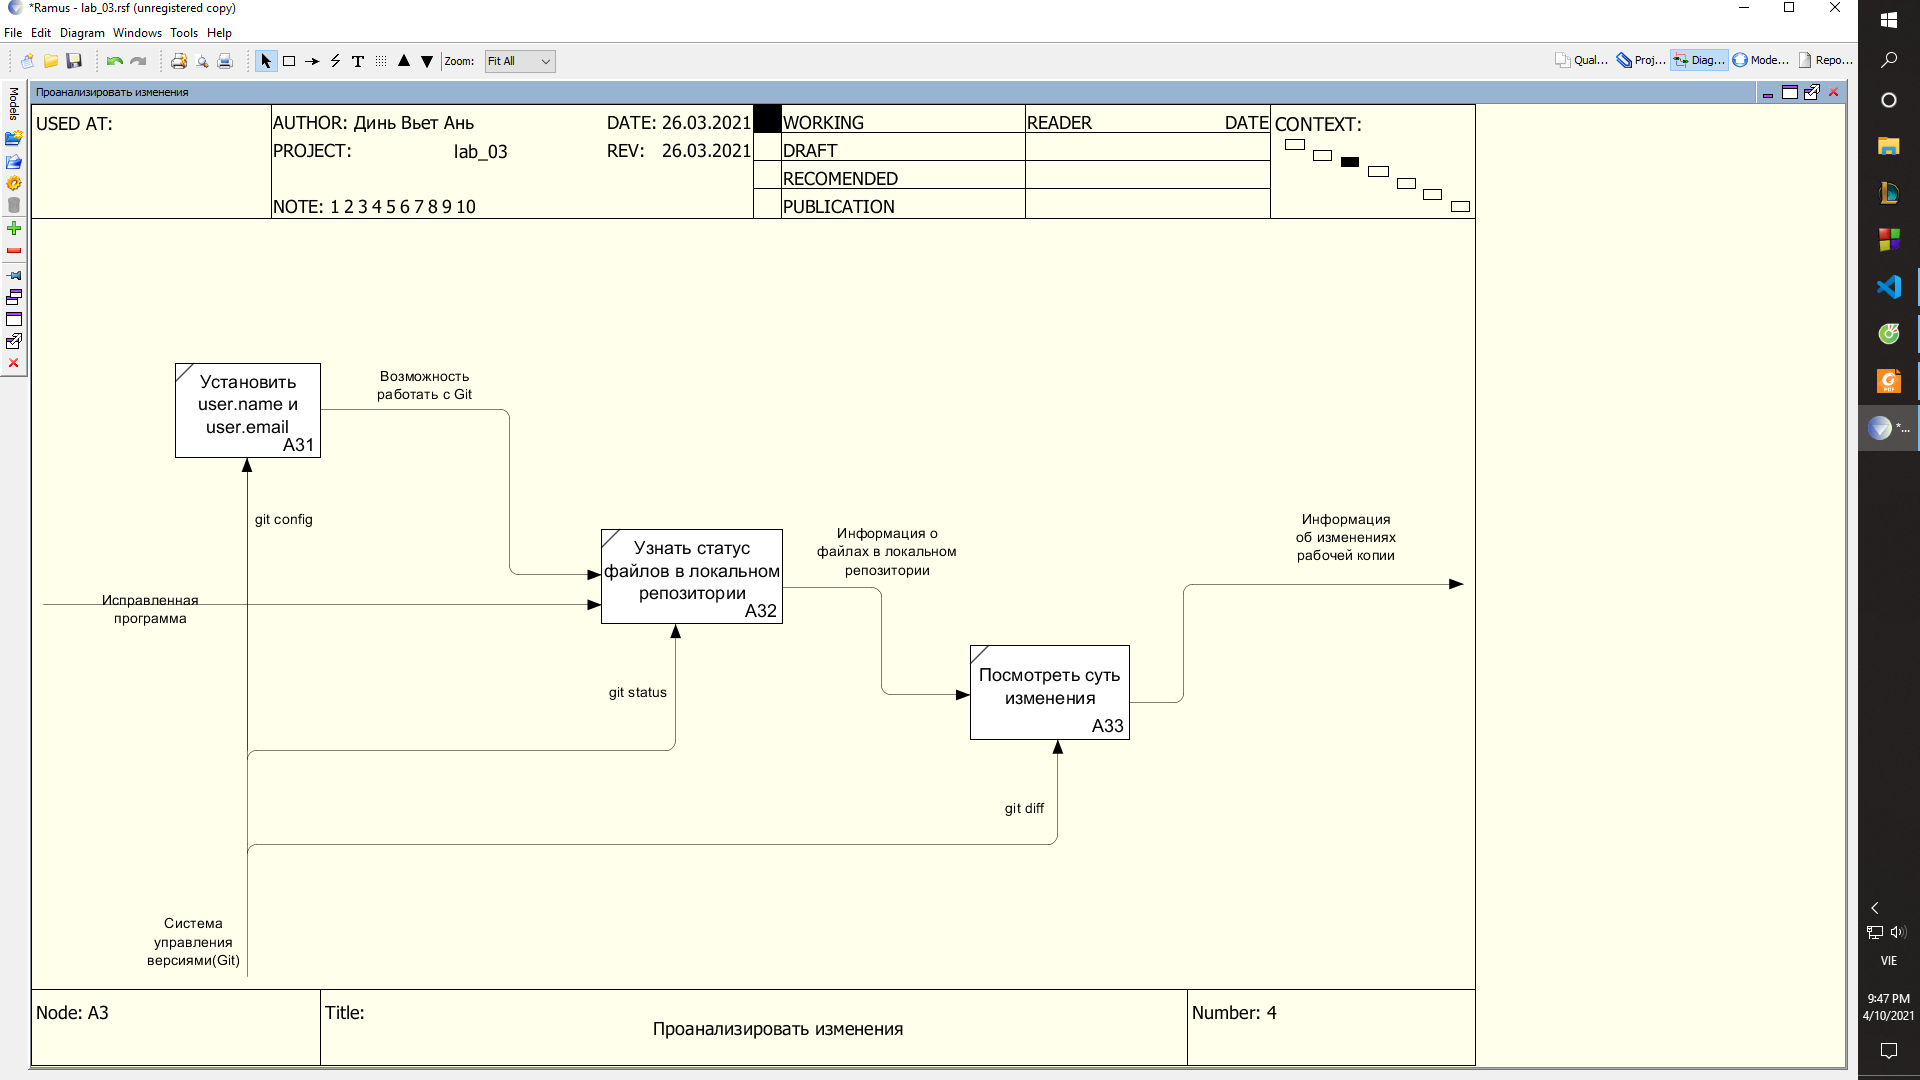 *Ramus - lab_03.rsf (unregistered copy)
File Edit Diagram Windows Tools Help
Zoom: Fit All
Qual... Proj... Diag... Mode... Repo...
Models
Проанализировать изменения
USED AT:
AUTHOR: Динь Вьет Ань
DATE: 26.03.2021
PROJECT: lab_03
REV: 26.03.2021
NOTE: 1 2 3 4 5 6 7 8 9 10
WORKING
DRAFT
RECOMENDED
PUBLICATION
READER DATE
CONTEXT:
Установить
user.name и
user.email
A31
Возможность
работать с Git
git config
Узнать статус
файлов в локальном
репозитории
A32
Информация о
файлах в локальном
репозитории
Информация
об изменениях
рабочей копии
Исправленная
программа
git status
Посмотреть суть
изменения
A33
git diff
Система
управления
версиями(Git)
Node: A3
Title:
Проанализировать изменения
Number: 4
*...
VIE
9:47 PM
4/10/2021